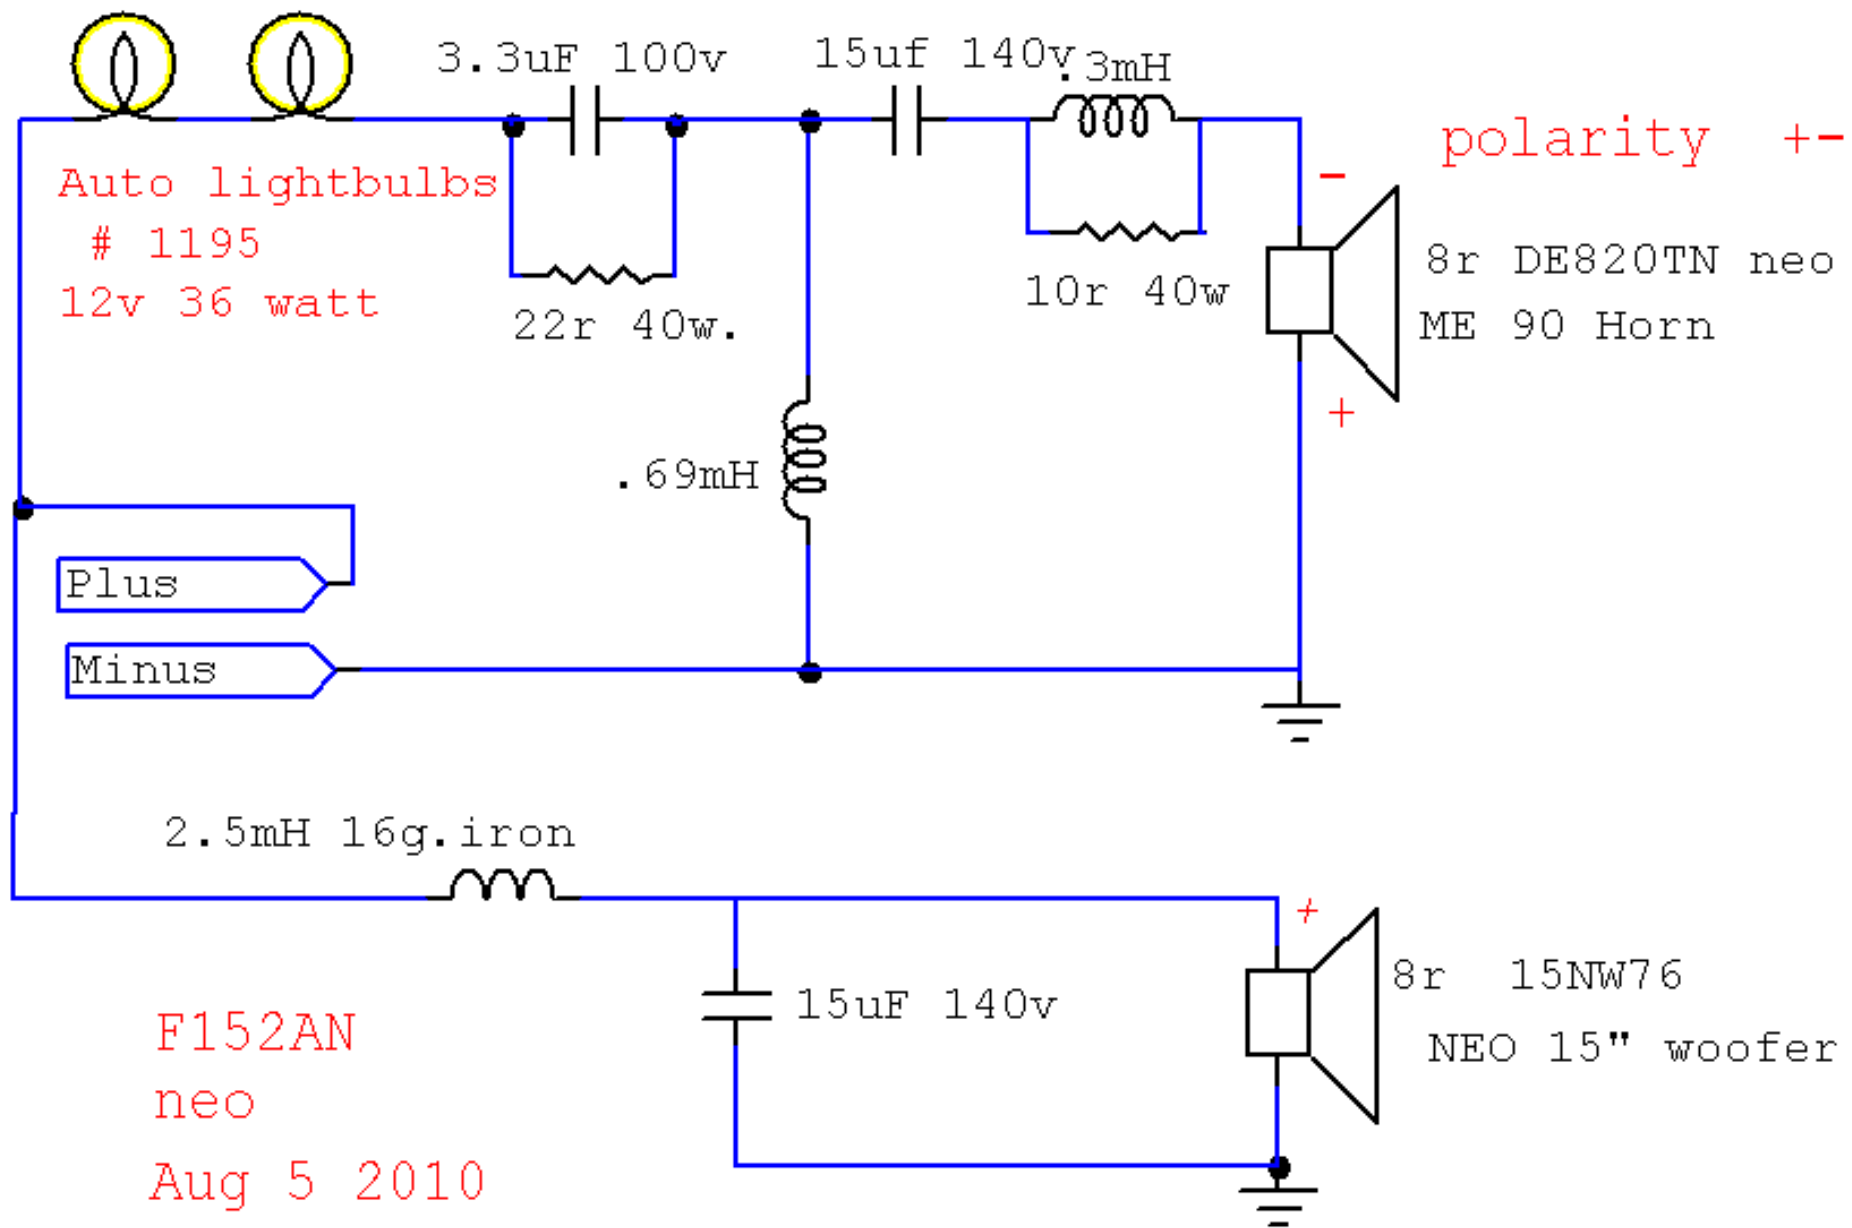 3.3uF 100v
15uf 140v
.3mH
polarity +-
Auto lightbulbs
# 1195
12v 36 watt
22r 40w.
10r 40w
-
8r DE820TN neo
ME 90 Horn
+
.69mH
Plus
Minus
2.5mH 16g.iron
+
15uF 140v
8r 15NW76
NEO 15" woofer
F152AN
neo
Aug 5 2010